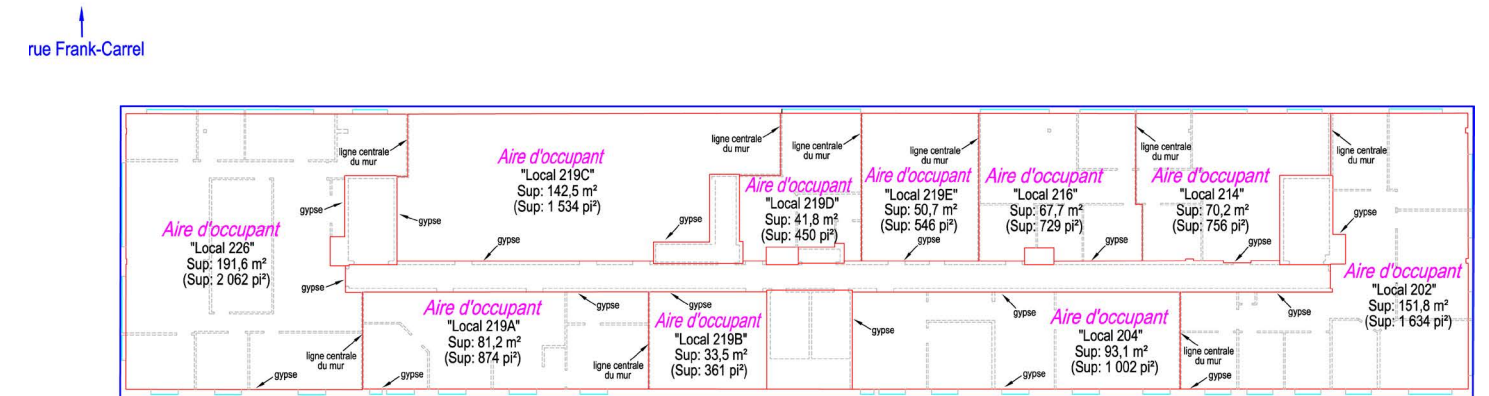 rue Frank-Carrel
Aire d'occupant
"Local 226"
Sup: 191,6 m²
(Sup: 2 062 pi²)
ligne centrale
du mur
gypse
gypse
gypse
Aire d'occupant
"Local 219C"
Sup: 142,5 m²
(Sup: 1 534 pi²)
gypse
gypse
ligne centrale
du mur
Aire d'occupant
"Local 219D"
Sup: 41,8 m²
(Sup: 450 pi²)
ligne centrale
du mur
Aire d'occupant
"Local 219E"
Sup: 50,7 m²
(Sup: 546 pi²)
gypse
ligne centrale
du mur
Aire d'occupant
"Local 216"
Sup: 67,7 m²
(Sup: 729 pi²)
gypse
ligne centrale
du mur
Aire d'occupant
"Local 214"
Sup: 70,2 m²
(Sup: 756 pi²)
gypse
ligne centrale
du mur
gypse
Aire d'occupant
"Local 202"
Sup: 151,8 m²
(Sup: 1 634 pi²)
gypse
ligne centrale
du mur
Aire d'occupant
"Local 219A"
Sup: 81,2 m²
(Sup: 874 pi²)
gypse
gypse
ligne centrale
du mur
gypse
Aire d'occupant
"Local 219B"
Sup: 33,5 m²
(Sup: 361 pi²)
gypse
gypse
Aire d'occupant
"Local 204"
Sup: 93,1 m²
(Sup: 1 002 pi²)
gypse
gypse
ligne centrale
du mur
gypse
gypse